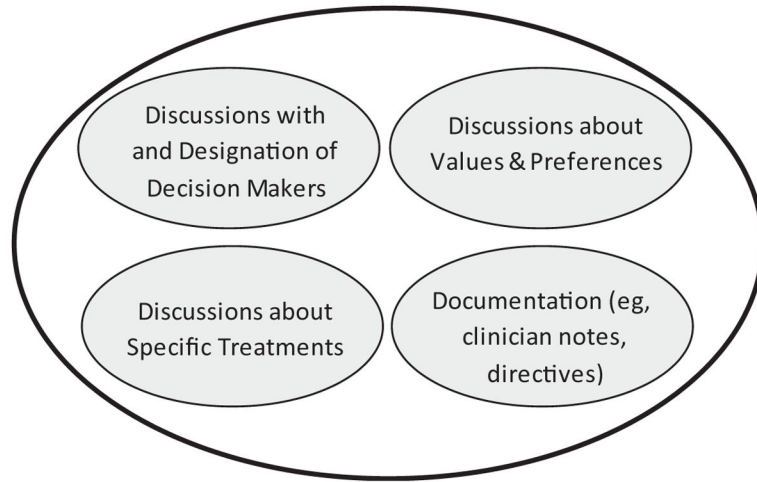 Discussions with
and Designation of
Decision Makers
Discussions about
Values & Preferences
Discussions about
Specific Treatments
Documentation (eg,
clinician notes,
directives)